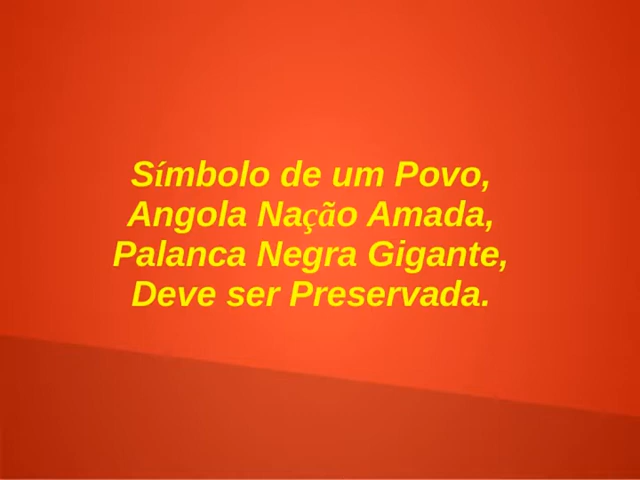 Símbolo de um Povo,
Angola Nação Amada,
Palanca Negra Gigante,
Deve ser Preservada.